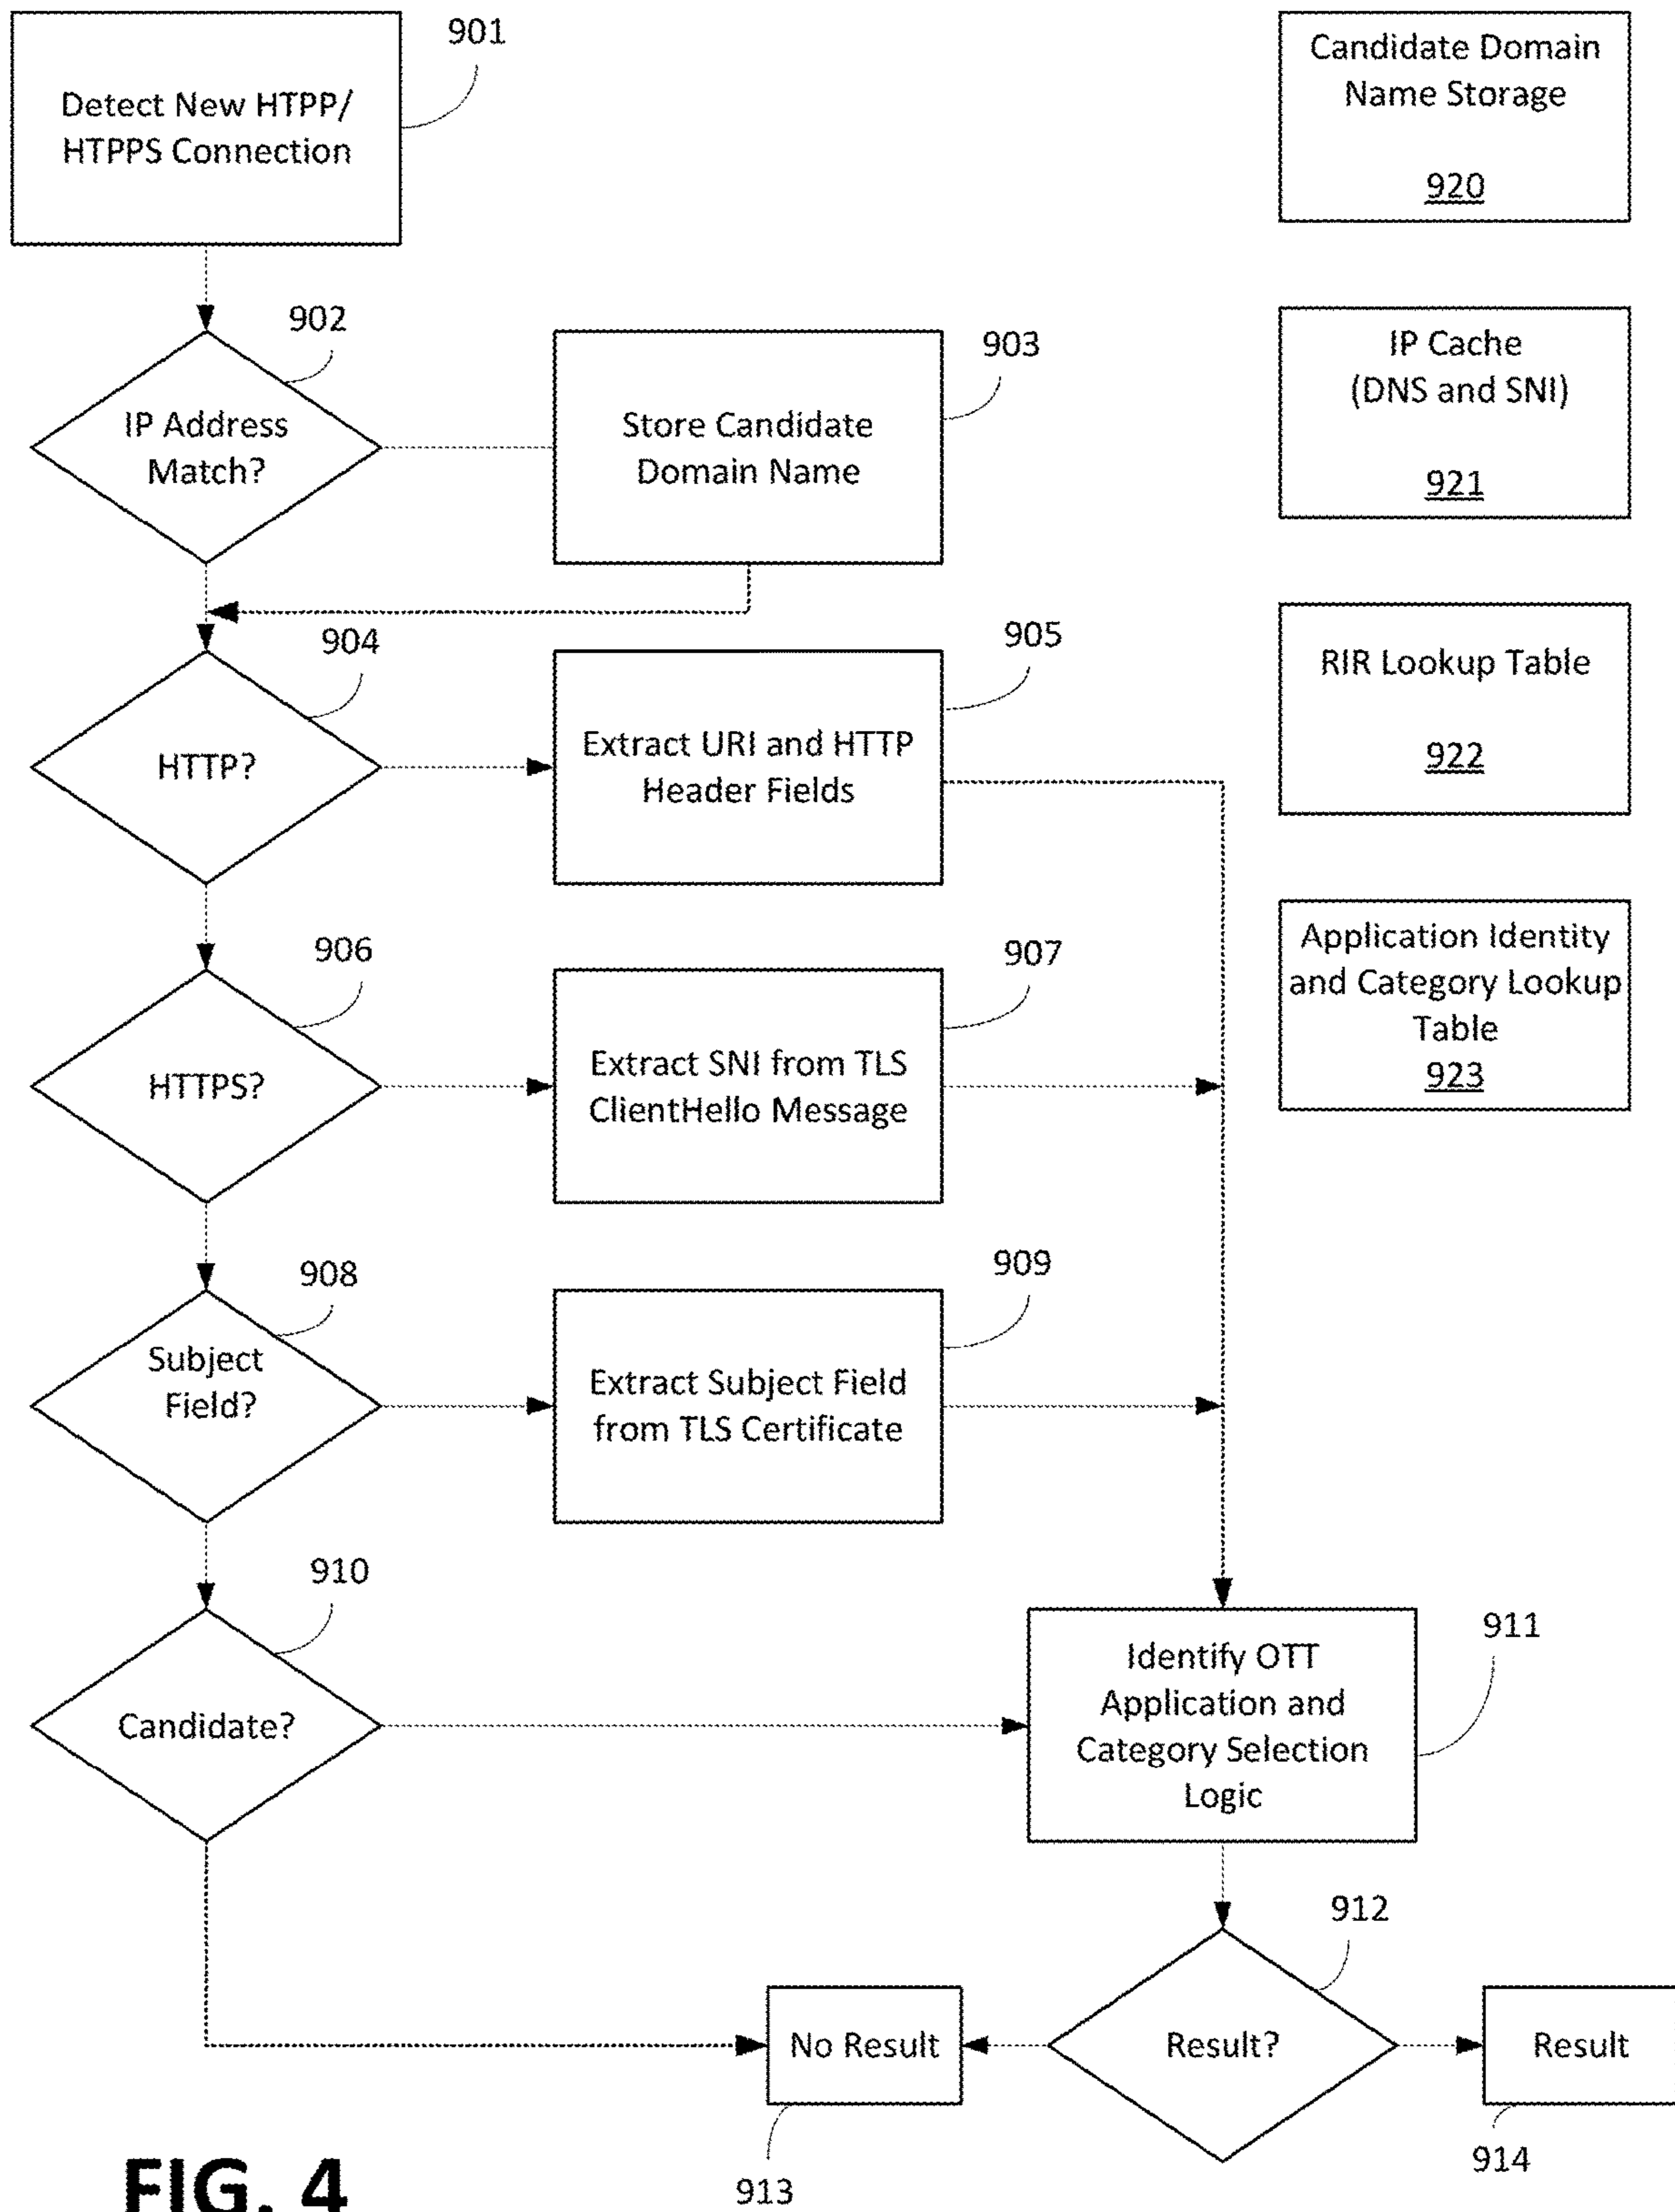 901
Detect New HTPP/
HTPPS Connection
Candidate Domain
Name Storage
920
902
IP Address
Match?
903
Store Candidate
Domain Name
IP Cache
(DNS and SNI)
921
904
HTTP?
905
Extract URI and HTTP
Header Fields
RIR Lookup Table
922
906
HTTPS?
907
Extract SNI from TLS
ClientHello Message
Application Identity
and Category Lookup
Table
923
908
Subject
Field?
909
Extract Subject Field
from TLS Certificate
910
Candidate?
911
Identify OTT
Application and
Category Selection
Logic
912
No Result
Result?
Result
913
914
FIG. 4